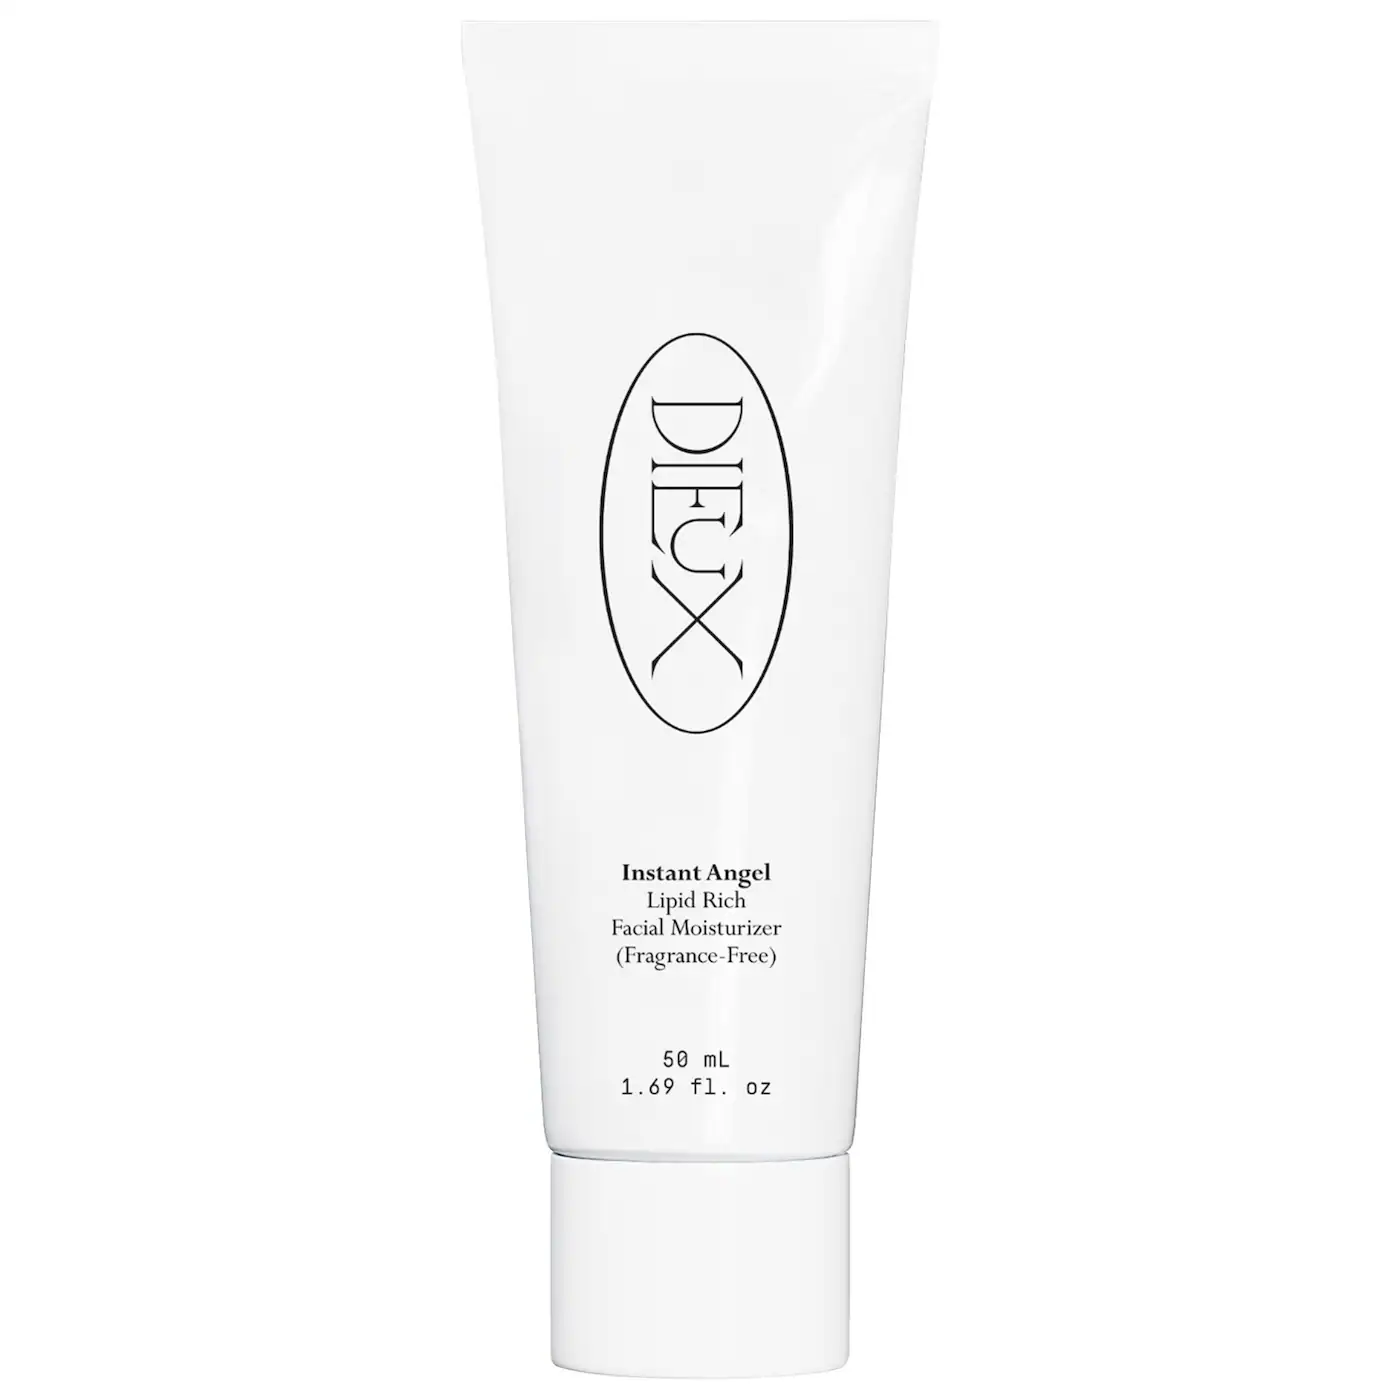 DIEUX
Instant Angel
Lipid Rich
Facial Moisturizer
(Fragrance-Free)
50 mL
1.69 fl. oz